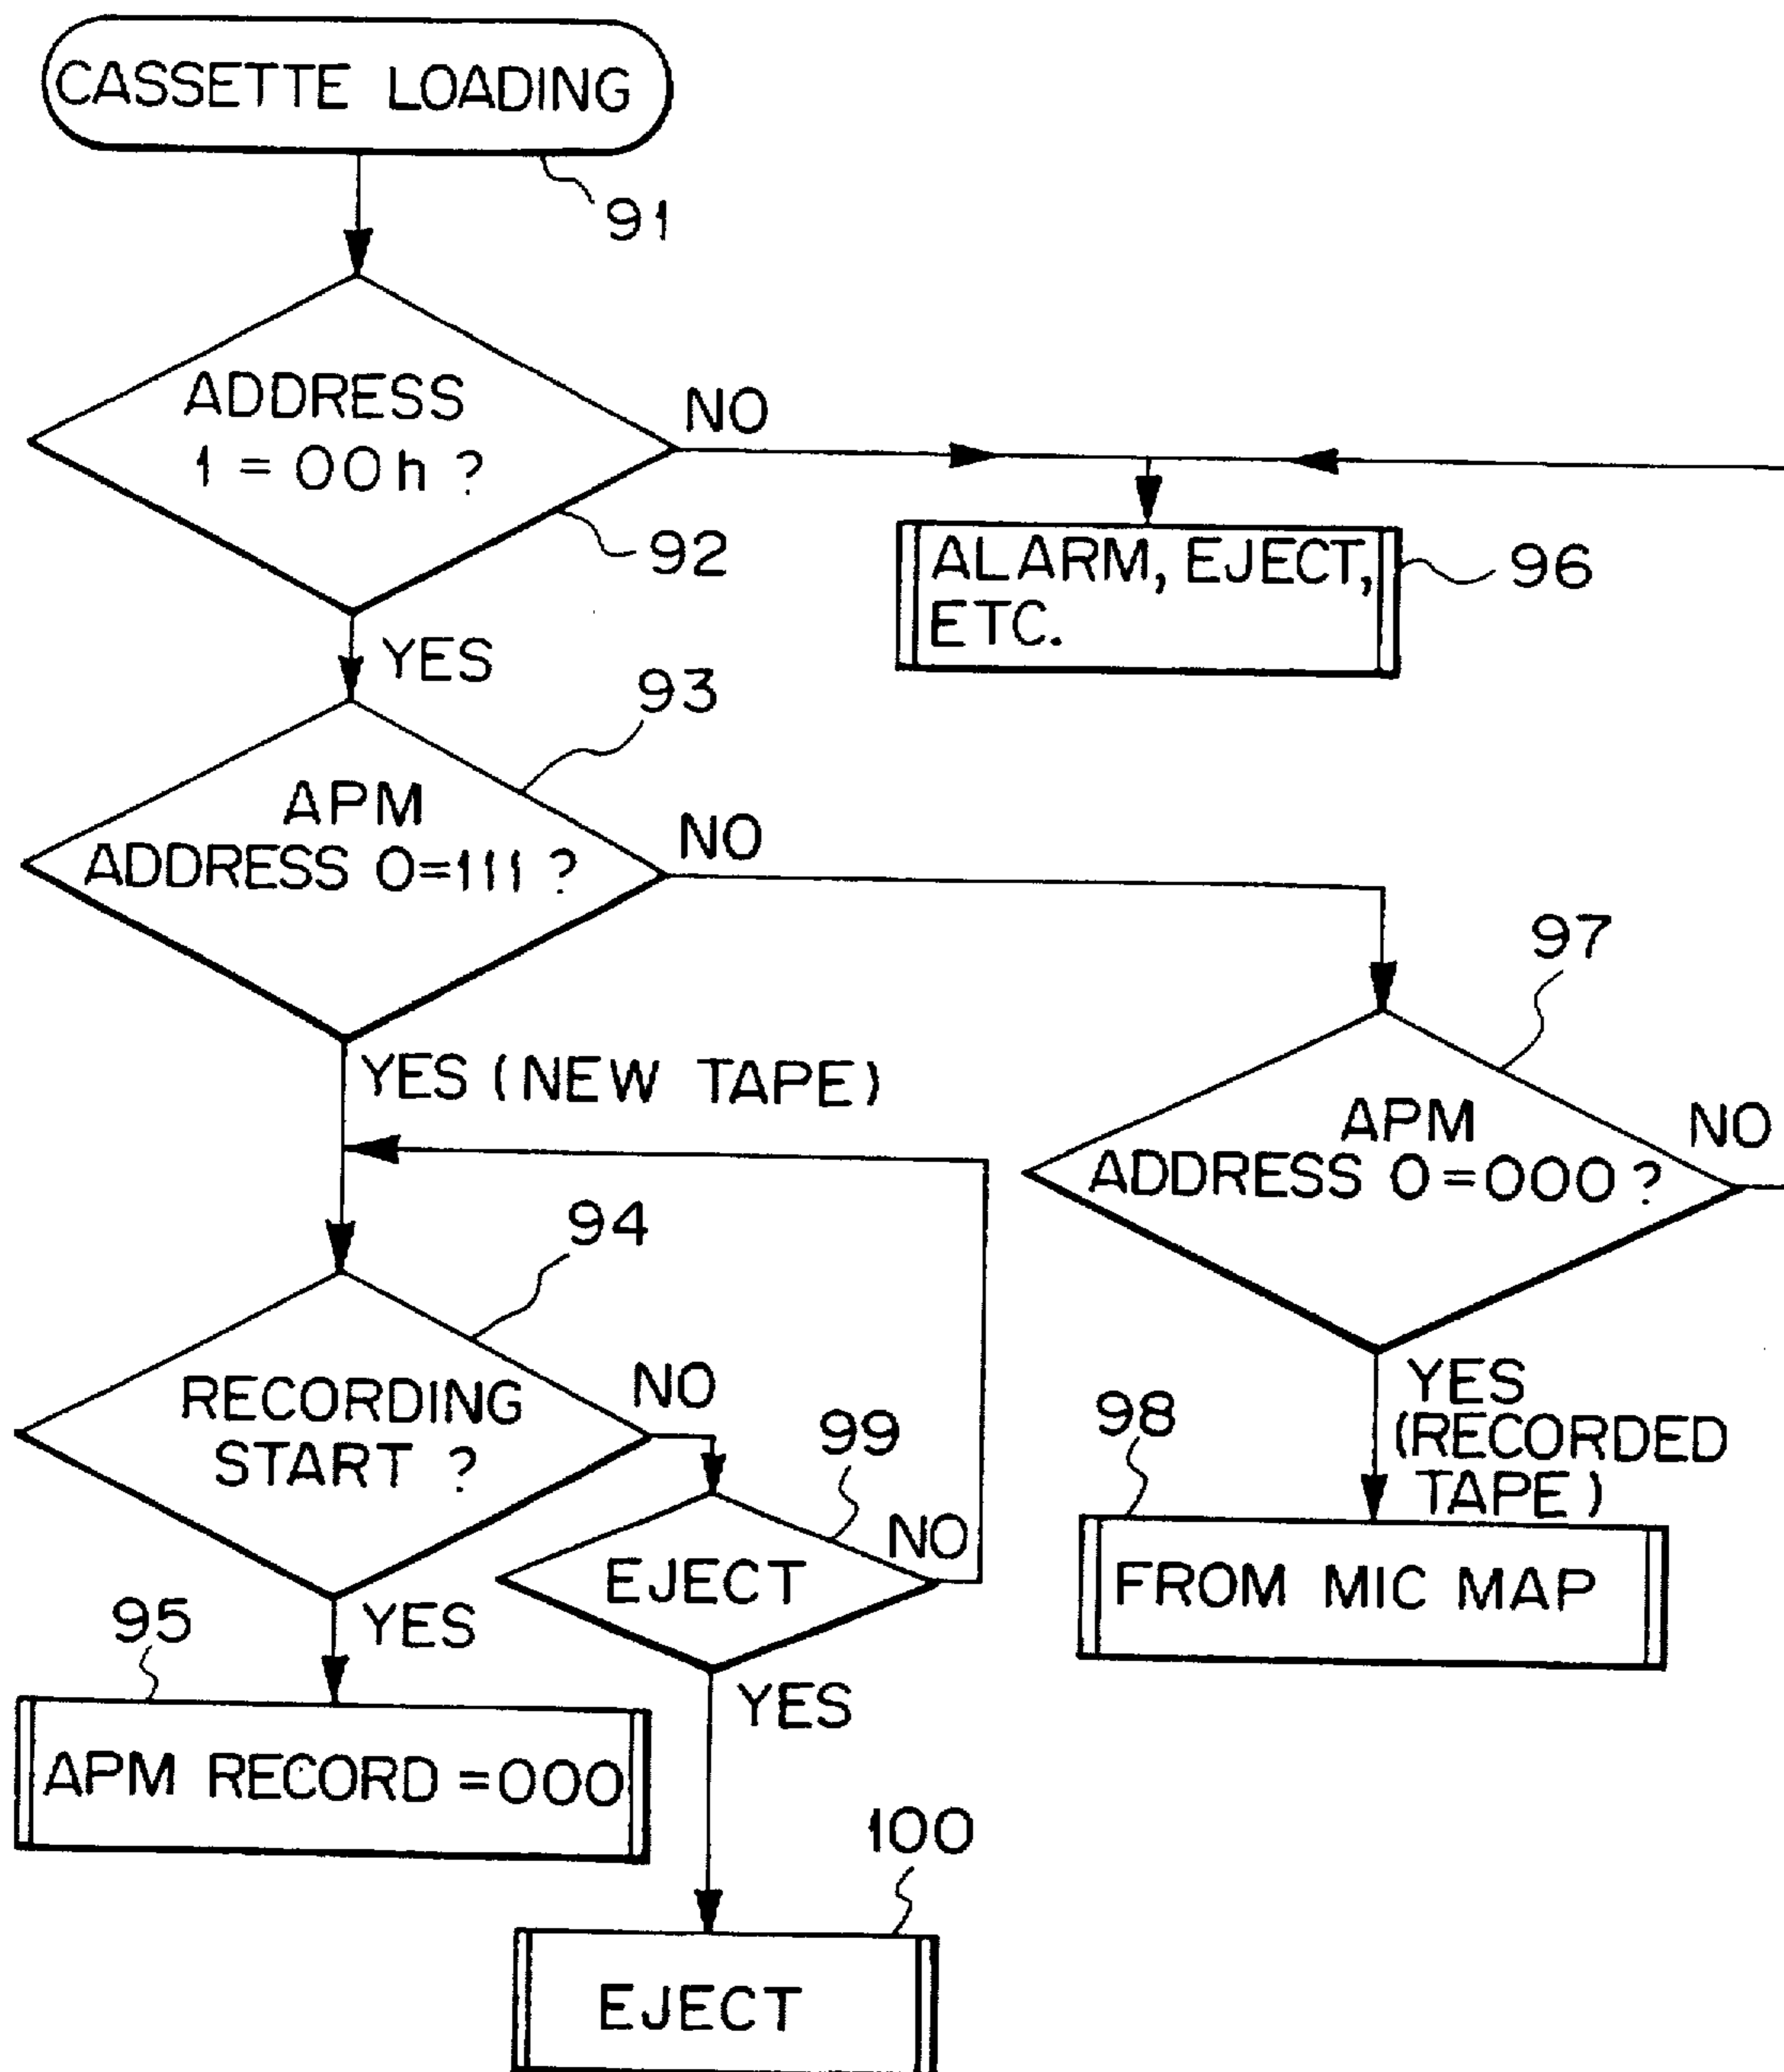 CASSETTE LOADING
91
ADDRESS
1 = 00h ?
NO
92
ALARM, EJECT,
ETC.
96
YES
93
APM
ADDRESS 0=111 ?
NO
97
YES (NEW TAPE)
APM
ADDRESS 0=000 ?
NO
94
RECORDING
START ?
NO
99
YES
(RECORDED
TAPE)
98
EJECT
NO
FROM MIC MAP
95
YES
YES
APM RECORD =000
100
EJECT